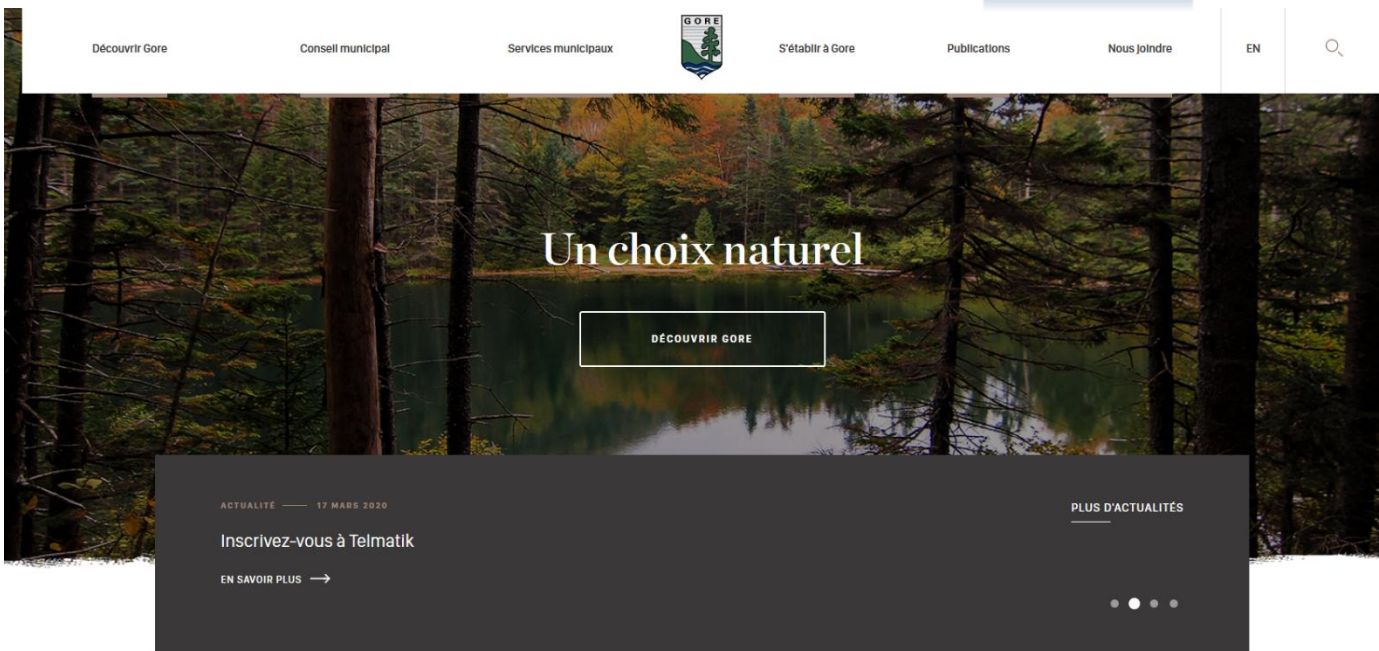 Découvrir Gore
Conseil municipal
Services municipaux
GORE
S'établir à Gore
Publications
Nous joindre
EN
Un choix naturel
DÉCOUVRIR GORE
ACTUALITÉ — 17 MARS 2020
PLUS D'ACTUALITÉS
Inscrivez-vous à Telmatik
EN SAVOIR PLUS →